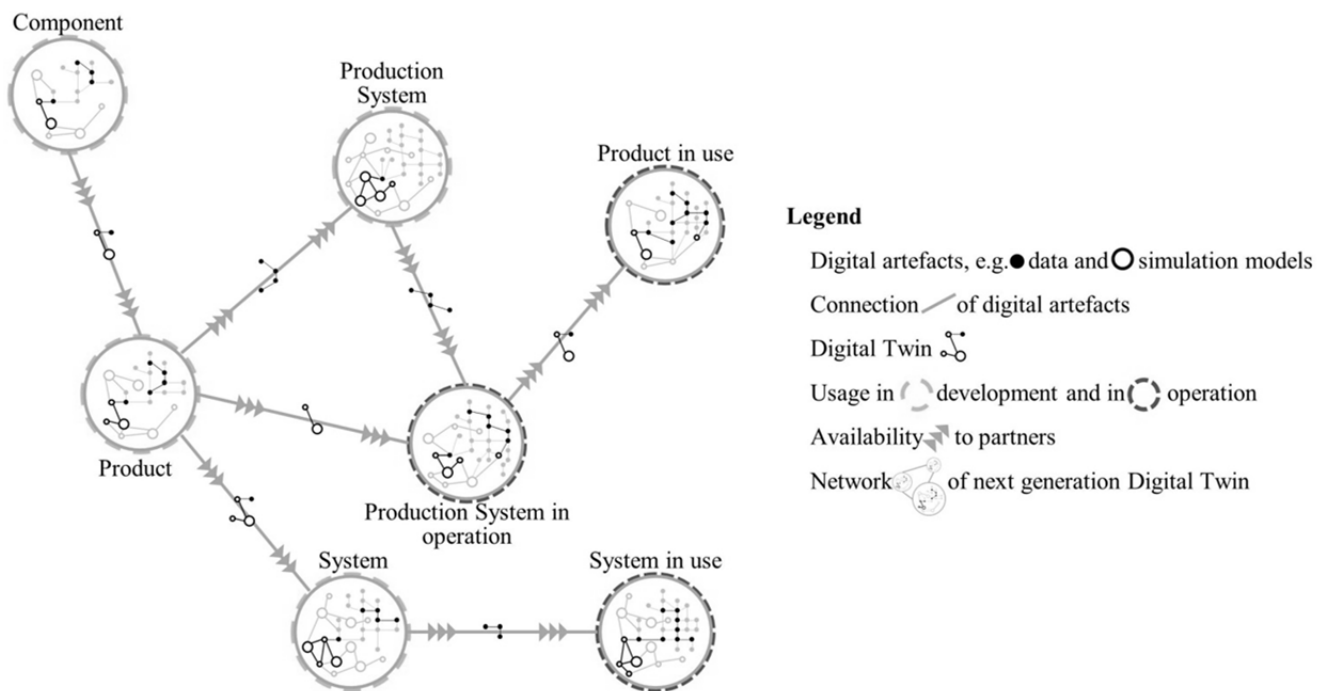 Component
Production
System
Product in use
Product
Production System in
operation
System
System in use
Legend
Digital artefacts, e.g. data and simulation models
Connection of digital artefacts
Digital Twin
Usage in development and in operation
Availability to partners
Network of next generation Digital Twin